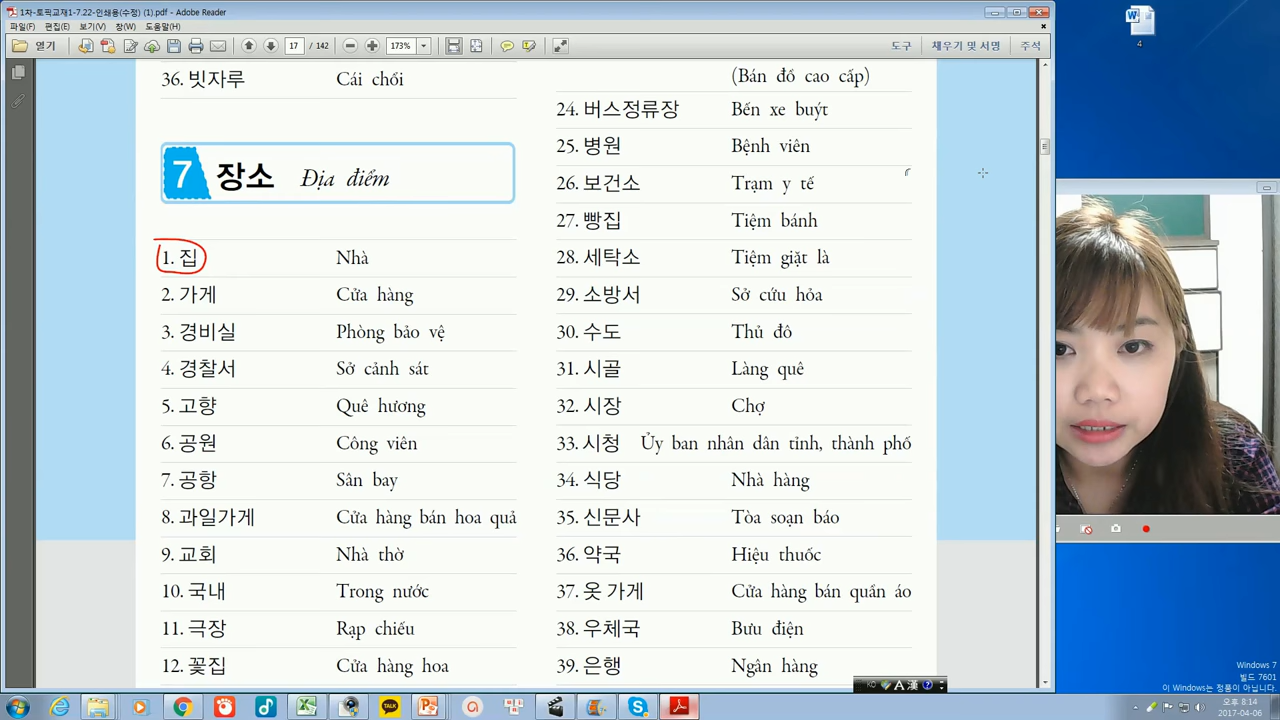 1차-토픽교재1-7.22-인쇄용(수정) (1).pdf - Adobe Reader
파일(F) 편집(E) 보기(V) 창(W) 도움말(H)
열기 17 / 142 173% 도구 채우기 및 서명 주석
36. 빗자루 Cái chổi
7 장소 Địa điểm
1. 집 Nhà
2. 가게 Cửa hàng
3. 경비실 Phòng bảo vệ
4. 경찰서 Sở cảnh sát
5. 고향 Quê hương
6. 공원 Công viên
7. 공항 Sân bay
8. 과일가게 Cửa hàng bán hoa quả
9. 교회 Nhà thờ
10. 국내 Trong nước
11. 극장 Rạp chiếu
12. 꽃집 Cửa hàng hoa
(Bán đồ cao cấp)
24. 버스정류장 Bến xe buýt
25. 병원 Bệnh viên
26. 보건소 Trạm y tế
27. 빵집 Tiệm bánh
28. 세탁소 Tiệm giặt là
29. 소방서 Sở cứu hỏa
30. 수도 Thủ đô
31. 시골 Làng quê
32. 시장 Chợ
33. 시청 Ủy ban nhân dân tỉnh, thành phố
34. 식당 Nhà hàng
35. 신문사 Tòa soạn báo
36. 약국 Hiệu thuốc
37. 옷 가게 Cửa hàng bán quần áo
38. 우체국 Bưu điện
39. 은행 Ngân hàng
4
Windows 7
빌드 7601
이 Windows는 정품이 아닙니다.
KO A 漢
TALK
오후 8:14
2017-04-06